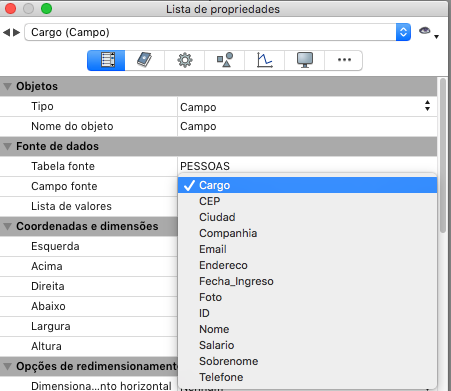 Lista de propriedades
Cargo (Campo)
Objetos
Tipo Campo
Nome do objeto Campo
Fonte de dados
Tabela fonte PESSOAS
Campo fonte Cargo
Lista de valores CEP
Ciudad
Coordenadas e dimensões Companhia
Esquerda Email
Acima Endereco
Direita Fecha_Ingreso
Abaixo Foto
Largura ID
Altura Nome
Salario
Opções de redimensionament Sobrenome
Dimensiona...nto horizontal Telefone